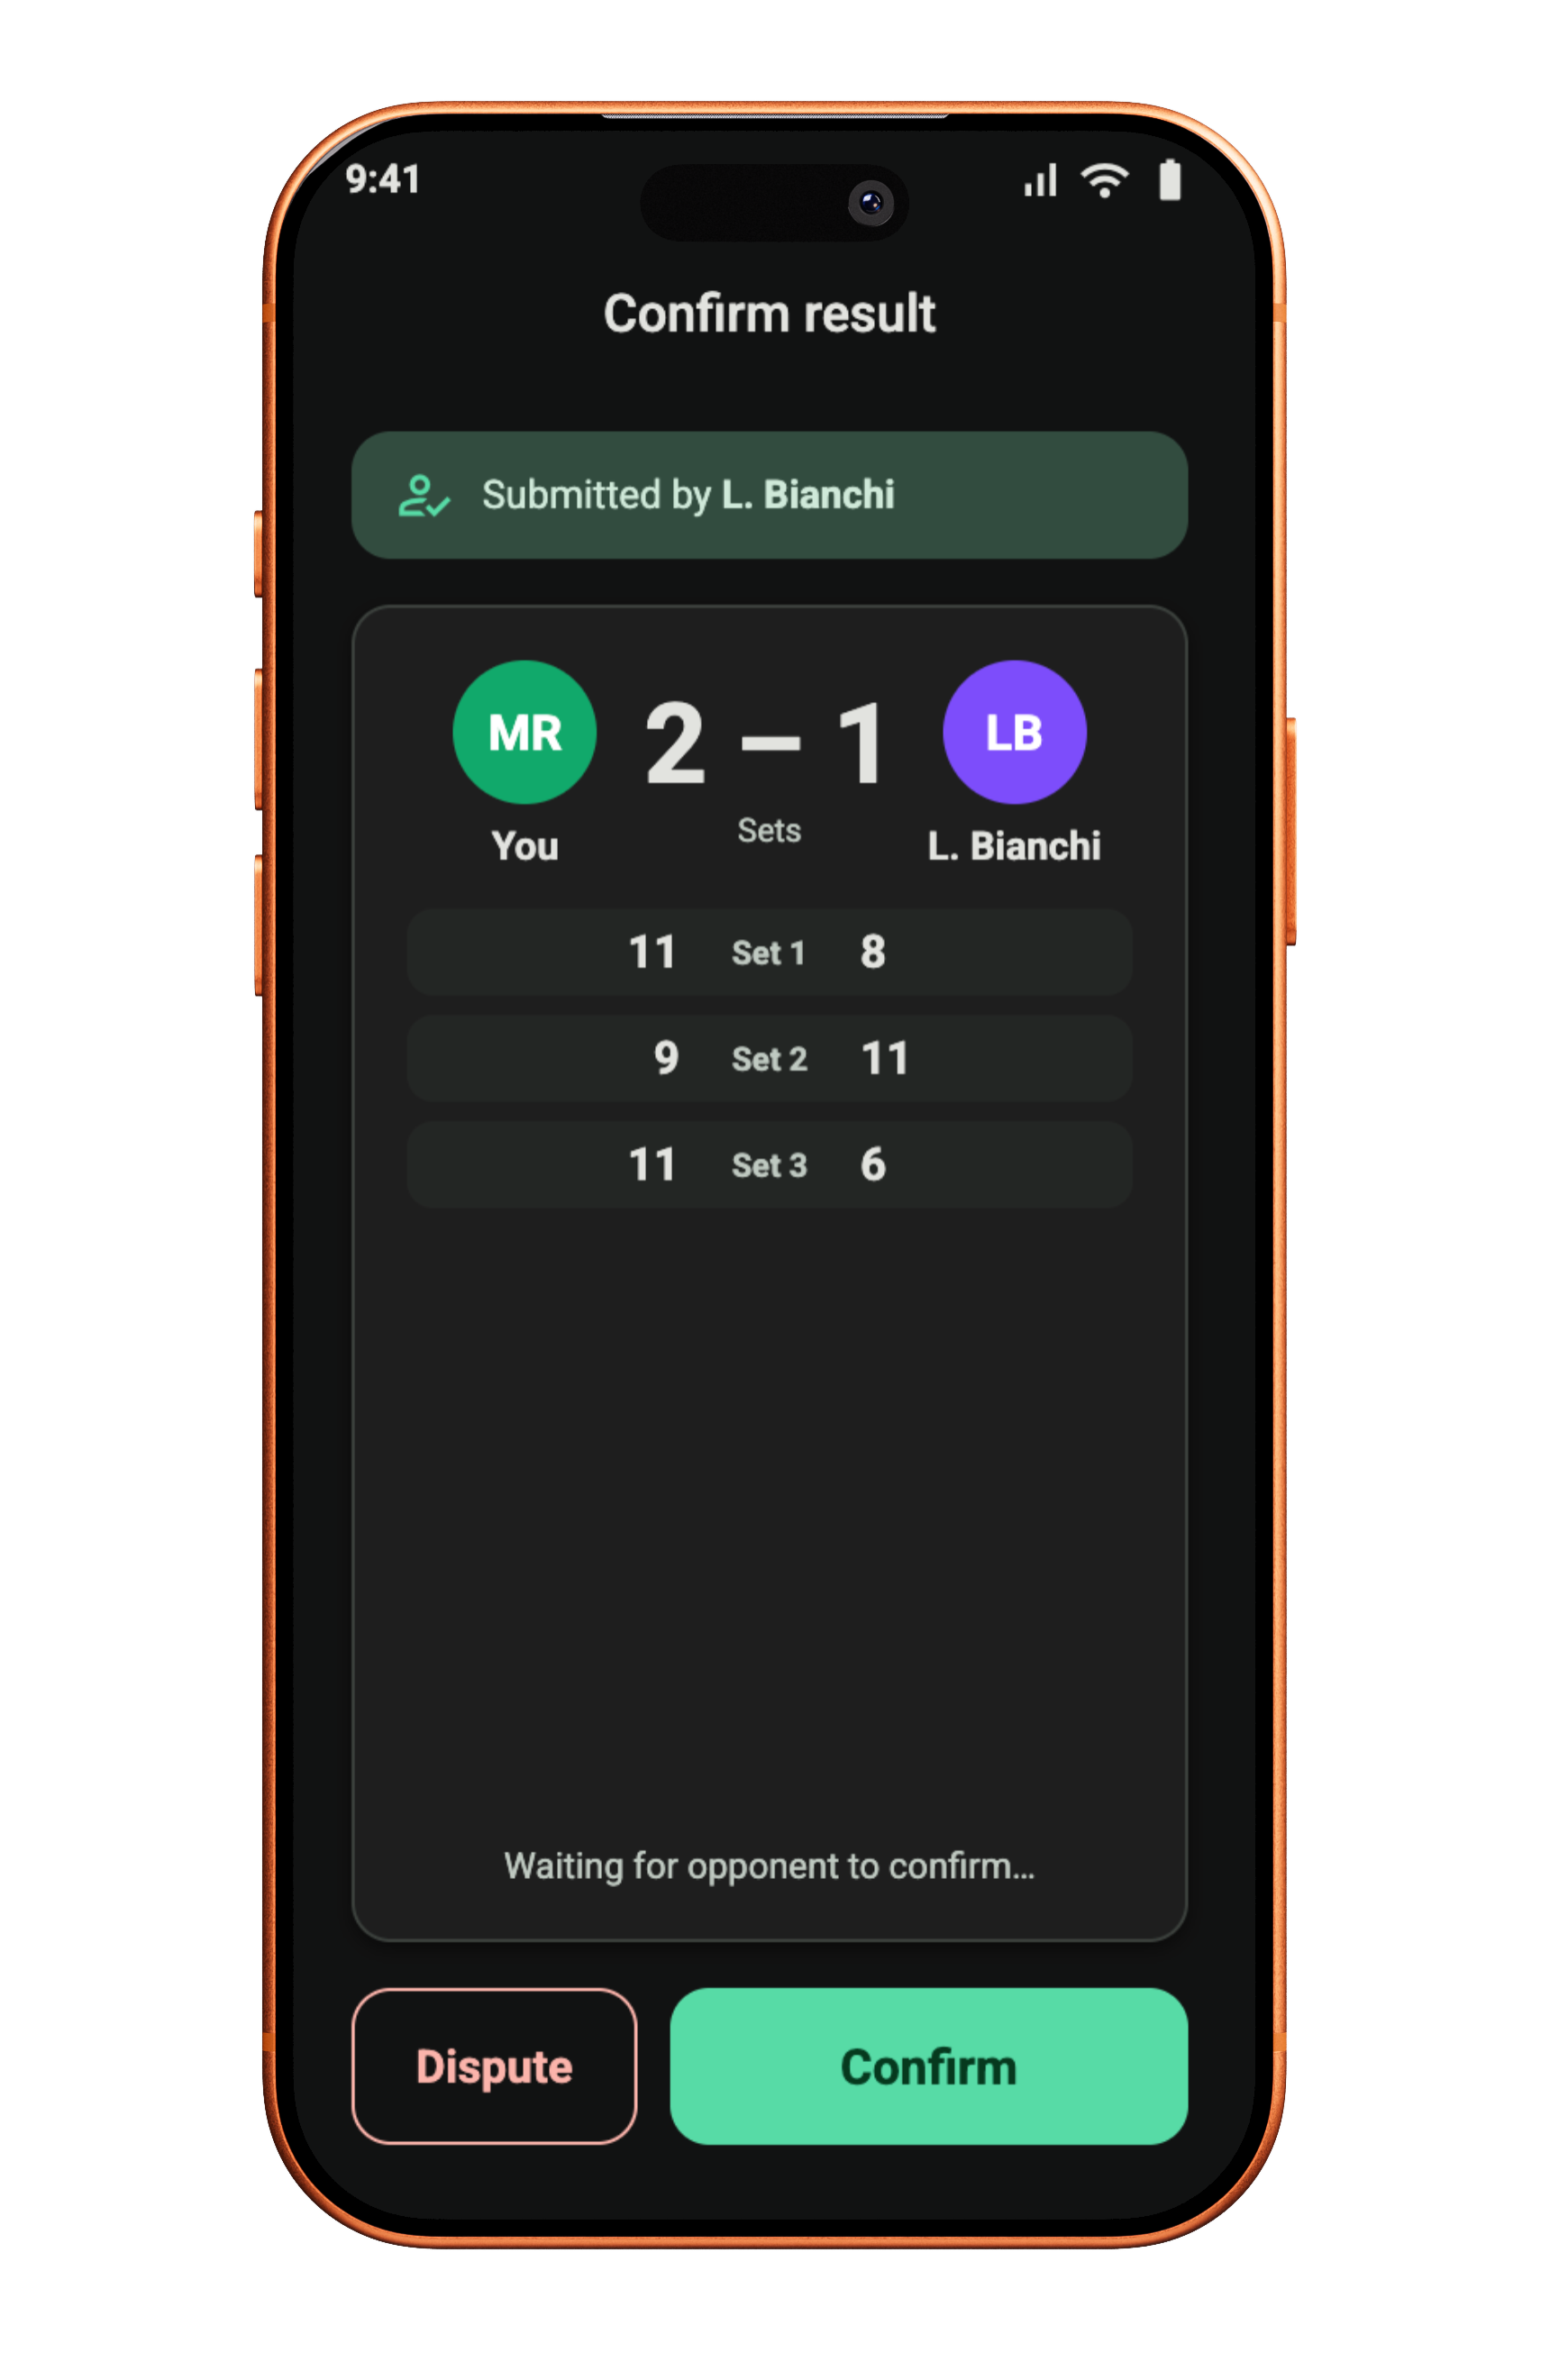 9:41
Confirm result
Submitted by L. Bianchi
MR 2 – 1 LB
Sets
You L. Bianchi
11 Set 1 8
9 Set 2 11
11 Set 3 6
Waiting for opponent to confirm…
Dispute Confirm